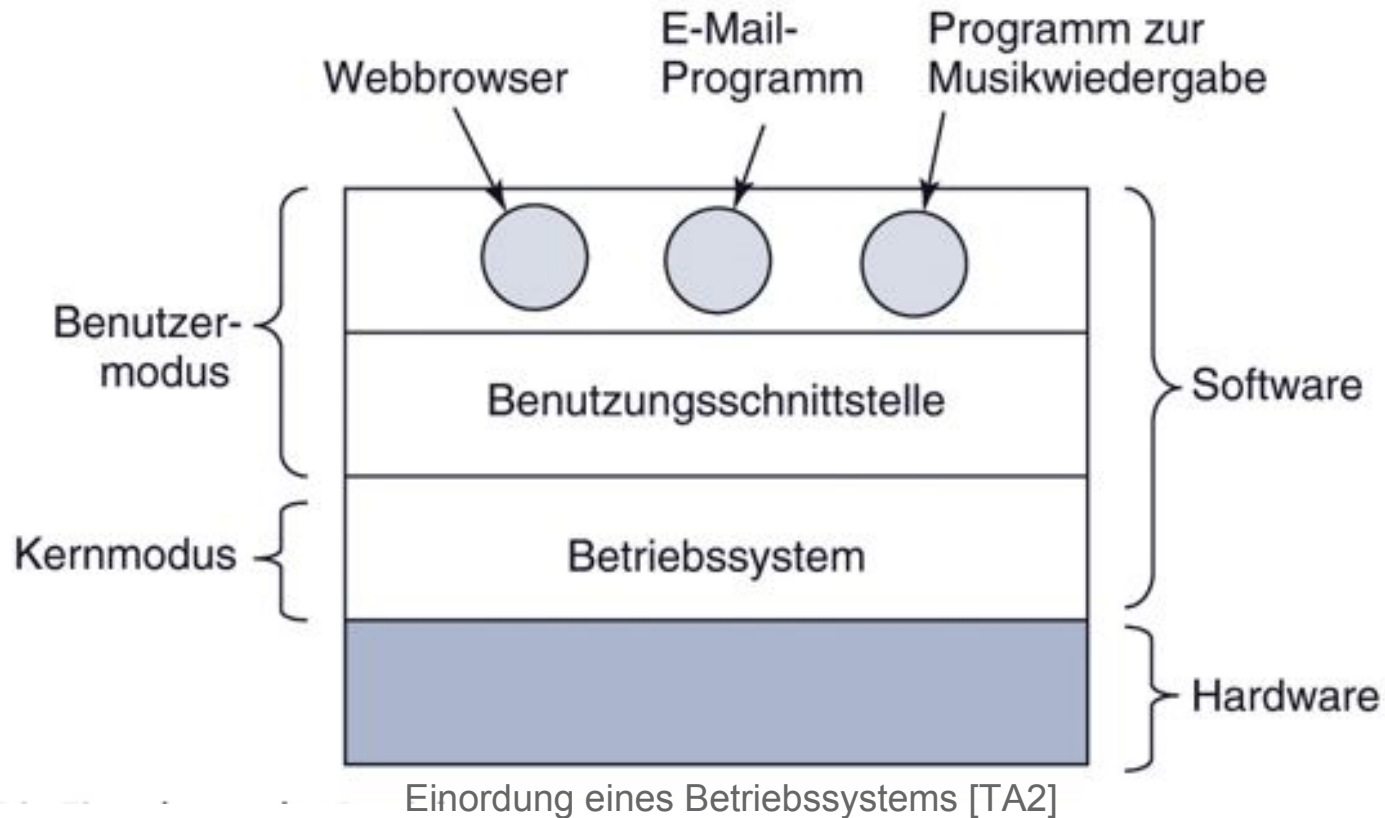 Webbrowser
E-Mail-
Programm
Programm zur
Musikwiedergabe
Benutzer-
modus
Benutzungsschnittstelle
Software
Kernmodus
Betriebssystem
Hardware
Einordung eines Betriebssystems [TA2]